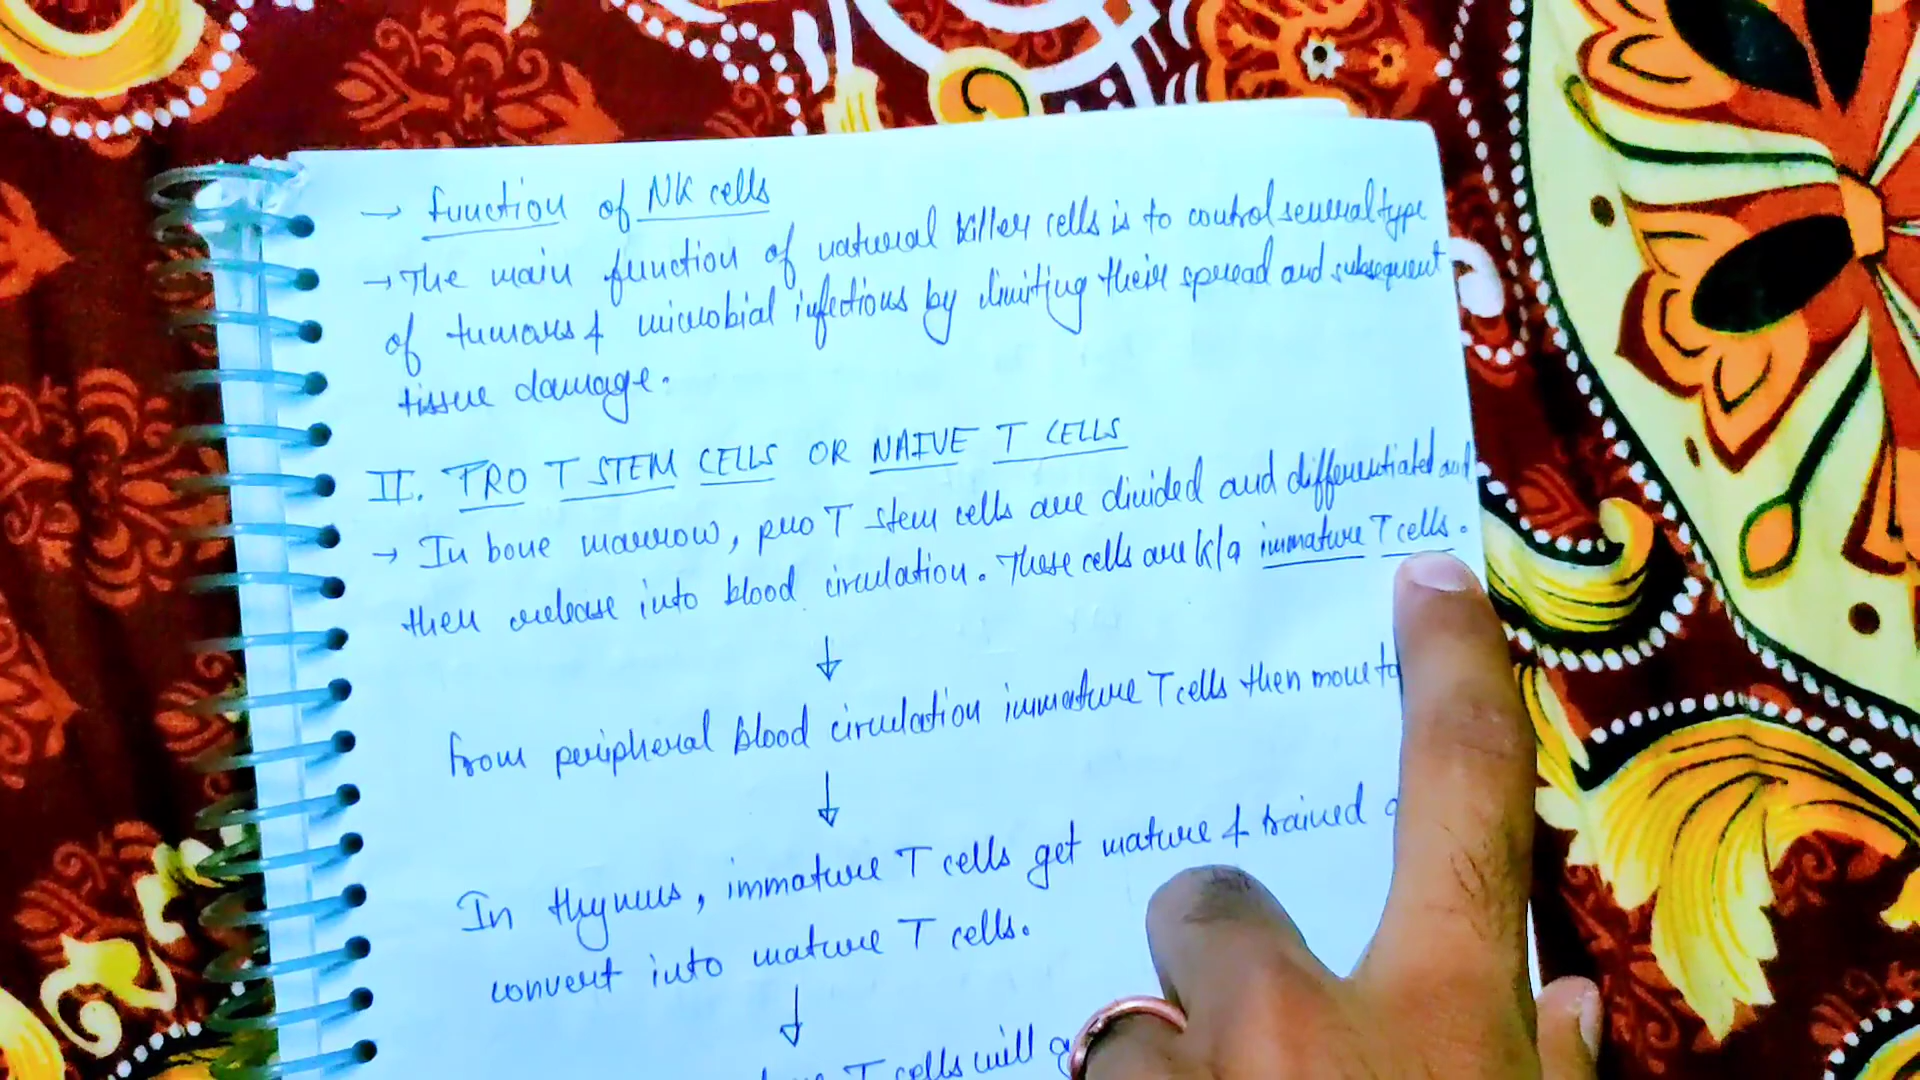 → function of NK cells
→ The main function of natural killer cells is to control several type
of tumors & microbial infections by limiting their spread and subsequent
tissue damage.
II. PRO T STEM CELLS OR NAIVE T CELLS
→ In bone marrow, pro T stem cells are divided and differentiated and
then release into blood circulation. These cells are k/a immature T cells.
↓
from peripheral blood circulation immature T cells then move to
↓
In thymus, immature T cells get mature & trained
convert into mature T cells.
↓
T cells will